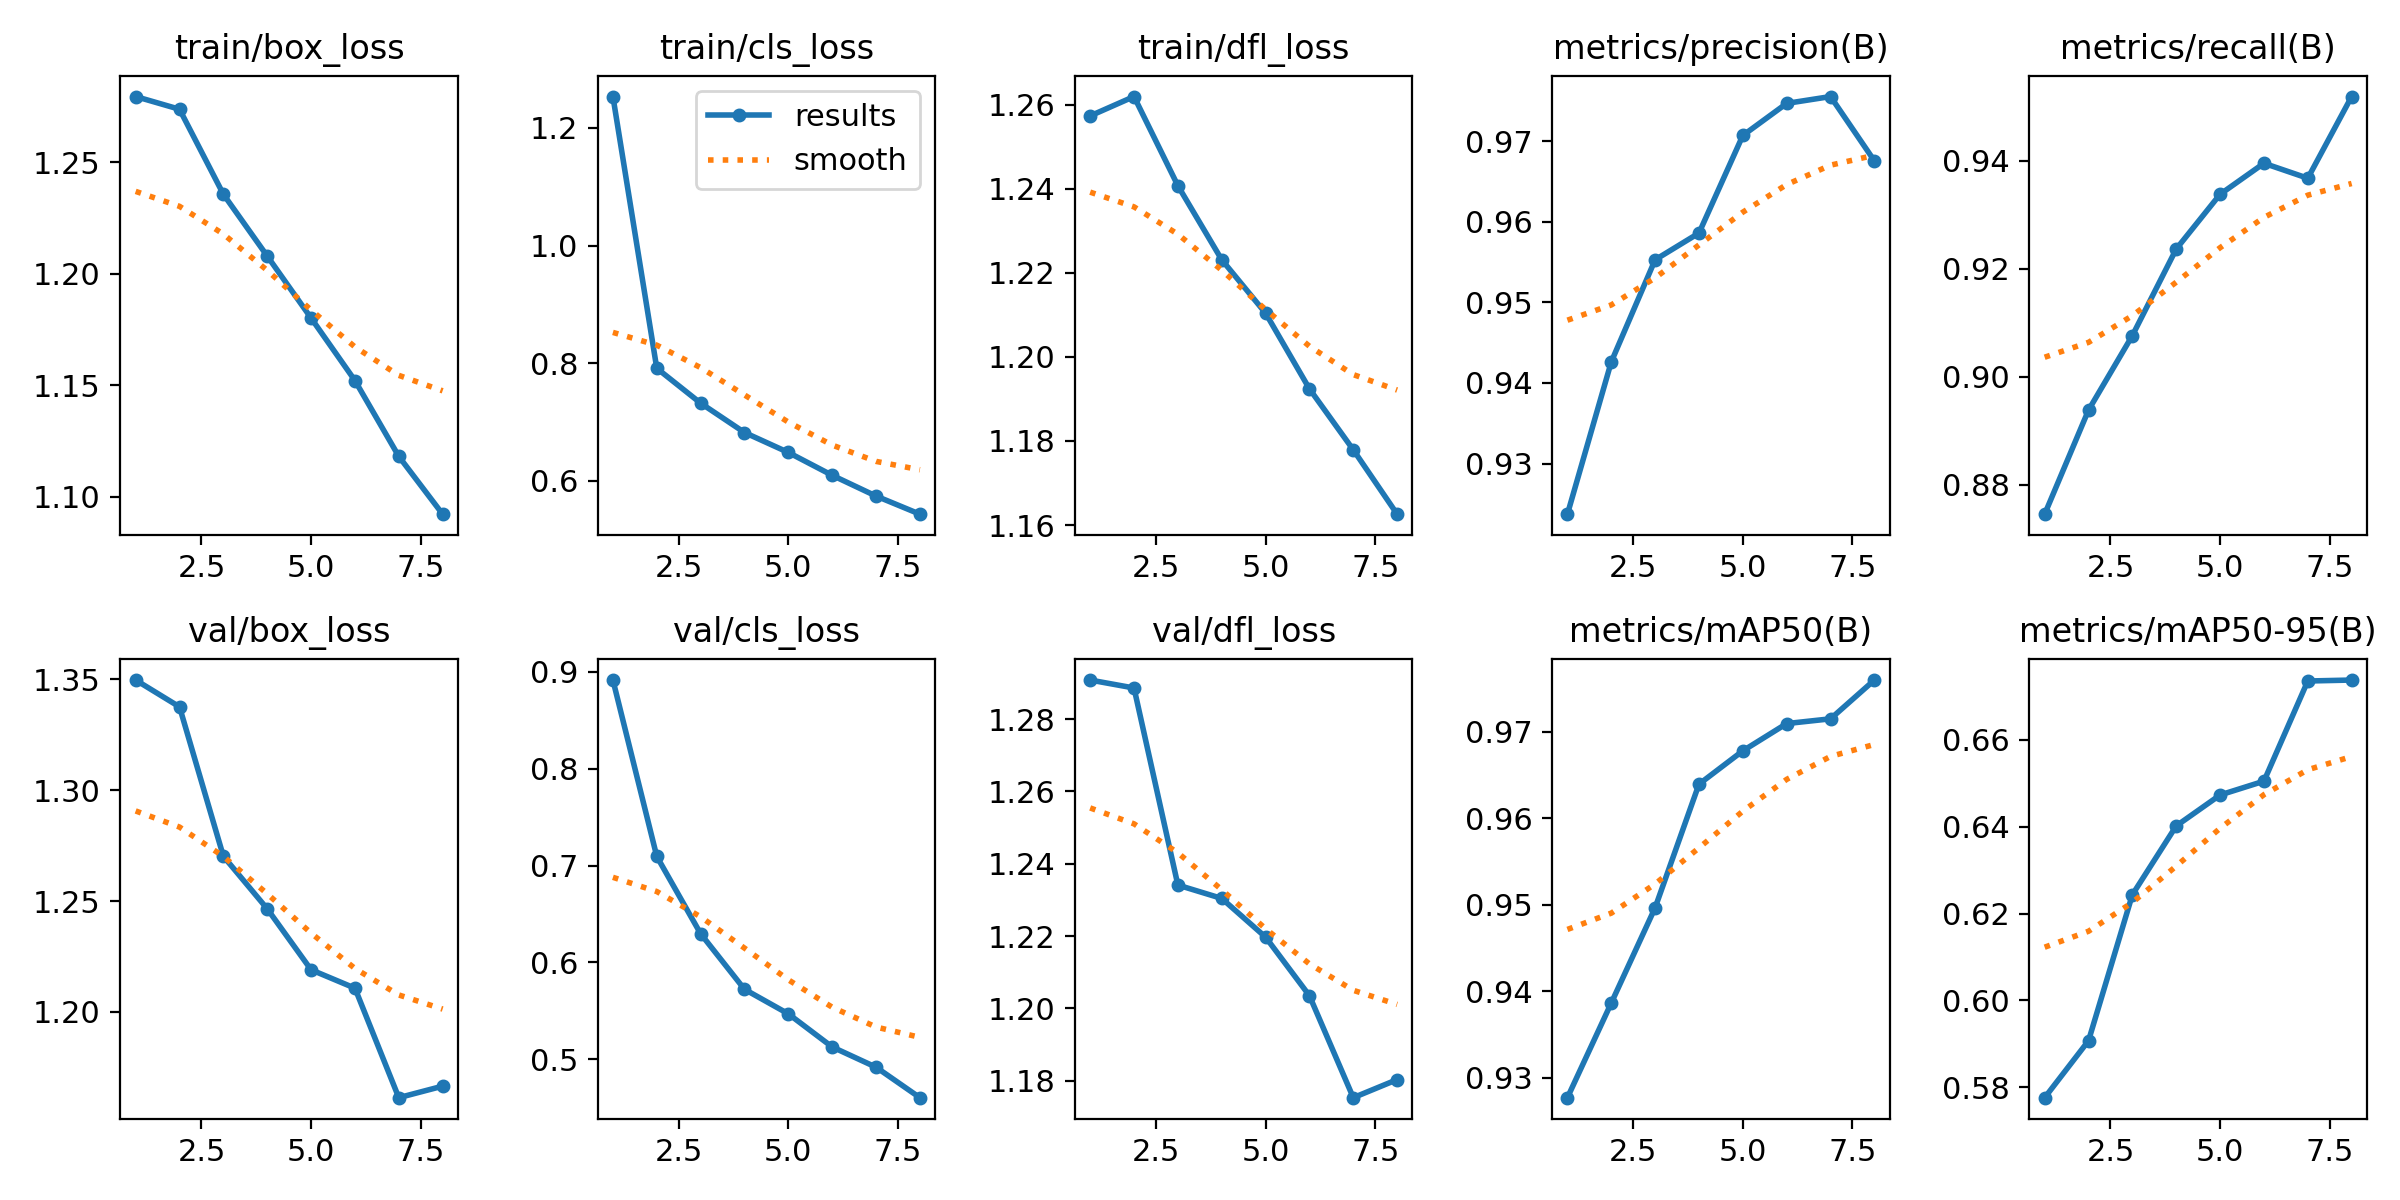 train/box_loss
1.25
1.20
1.15
1.10
2.5 5.0 7.5
train/cls_loss
results
smooth
1.2
1.0
0.8
0.6
2.5 5.0 7.5
train/dfl_loss
1.26
1.24
1.22
1.20
1.18
1.16
2.5 5.0 7.5
metrics/precision(B)
0.97
0.96
0.95
0.94
0.93
2.5 5.0 7.5
metrics/recall(B)
0.94
0.92
0.90
0.88
2.5 5.0 7.5
val/box_loss
1.35
1.30
1.25
1.20
2.5 5.0 7.5
val/cls_loss
0.9
0.8
0.7
0.6
0.5
2.5 5.0 7.5
val/dfl_loss
1.28
1.26
1.24
1.22
1.20
1.18
2.5 5.0 7.5
metrics/mAP50(B)
0.97
0.96
0.95
0.94
0.93
2.5 5.0 7.5
metrics/mAP50-95(B)
0.66
0.64
0.62
0.60
0.58
2.5 5.0 7.5